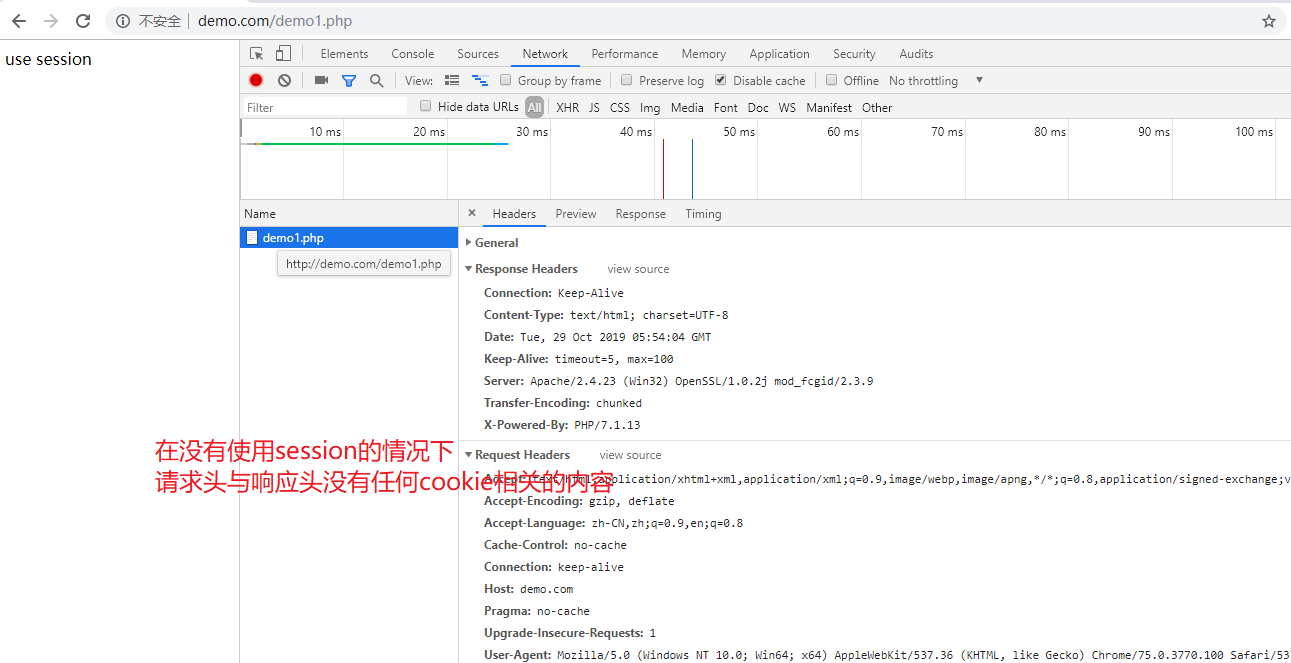 不安全 demo.com/demo1.php
use session
Elements Console Sources Network Performance Memory Application Security Audits
View: Group by frame Preserve log Disable cache Offline No throttling
Filter Hide data URLs All XHR JS CSS Img Media Font Doc WS Manifest Other
10 ms 20 ms 30 ms 40 ms 50 ms 60 ms 70 ms 80 ms 90 ms 100 ms
Name × Headers Preview Response Timing
demo1.php
http://demo.com/demo1.php
General
Response Headers view source
Connection: Keep-Alive
Content-Type: text/html; charset=UTF-8
Date: Tue, 29 Oct 2019 05:54:04 GMT
Keep-Alive: timeout=5, max=100
Server: Apache/2.4.23 (Win32) OpenSSL/1.0.2j mod_fcgid/2.3.9
Transfer-Encoding: chunked
X-Powered-By: PHP/7.1.13
在没有使用session的情况下
请求头与响应头没有任何cookie相关的内容
Request Headers view source
Accept: text/html,application/xhtml+xml,application/xml;q=0.9,image/webp,image/apng,*/*;q=0.8,application/signed-exchange;v
Accept-Encoding: gzip, deflate
Accept-Language: zh-CN,zh;q=0.9,en;q=0.8
Cache-Control: no-cache
Connection: keep-alive
Host: demo.com
Pragma: no-cache
Upgrade-Insecure-Requests: 1
User-Agent: Mozilla/5.0 (Windows NT 10.0; Win64; x64) AppleWebKit/537.36 (KHTML, like Gecko) Chrome/75.0.3770.100 Safari/53